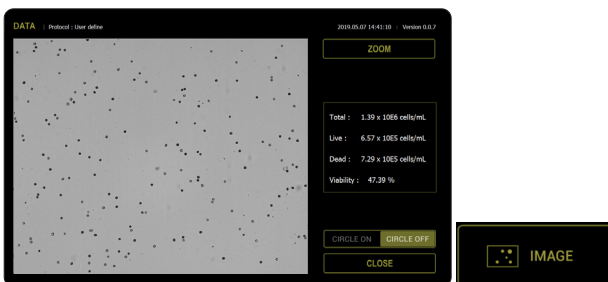 DATA | Protocol : User define
2019.05.07 14:41:10 | Version 0.0.7
ZOOM
Total : 1.39 x 10E6 cells/mL
Live : 6.57 x 10E5 cells/mL
Dead : 7.29 x 10E5 cells/mL
Viability : 47.39 %
CIRCLE ON CIRCLE OFF
CLOSE
IMAGE